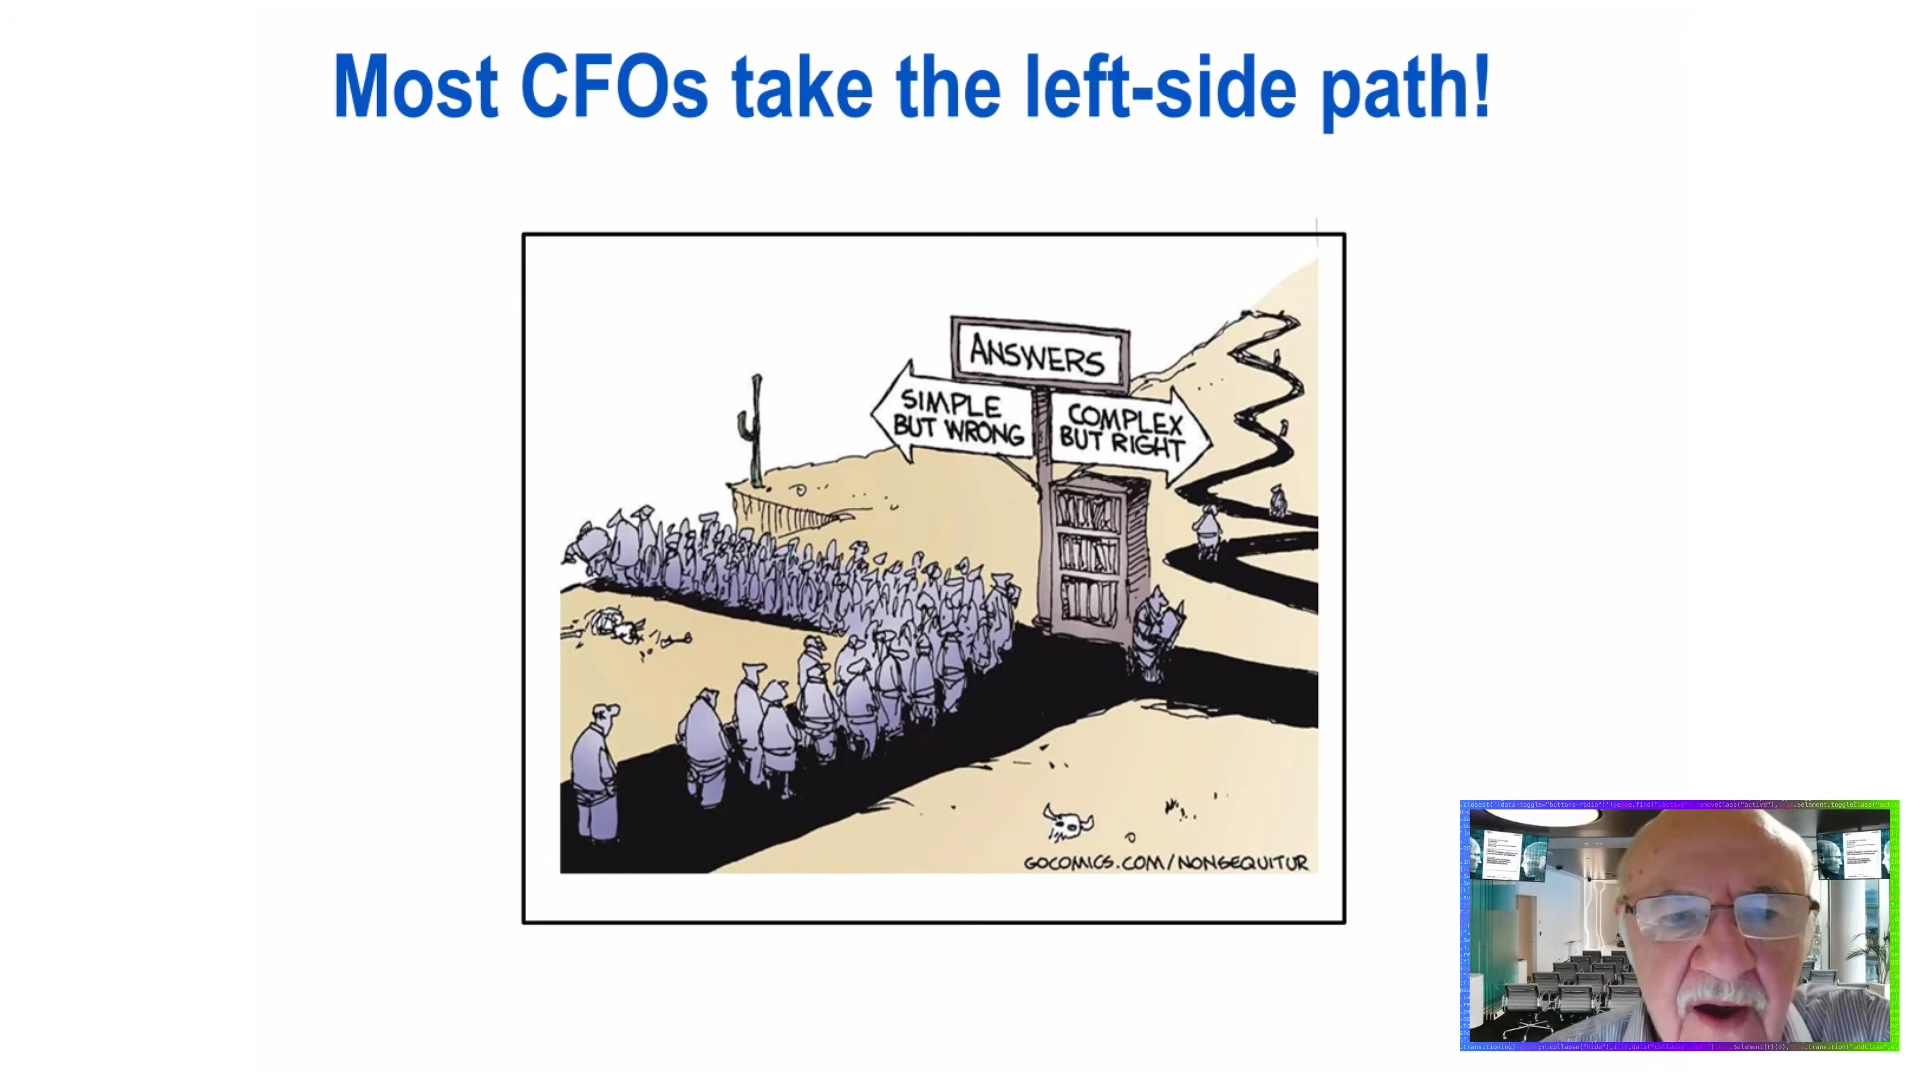 Most CFOs take the left-side path!
ANSWERS
SIMPLE
BUT WRONG
COMPLEX
BUT RIGHT
GOCOMICS.COM/NONSEQUITUR